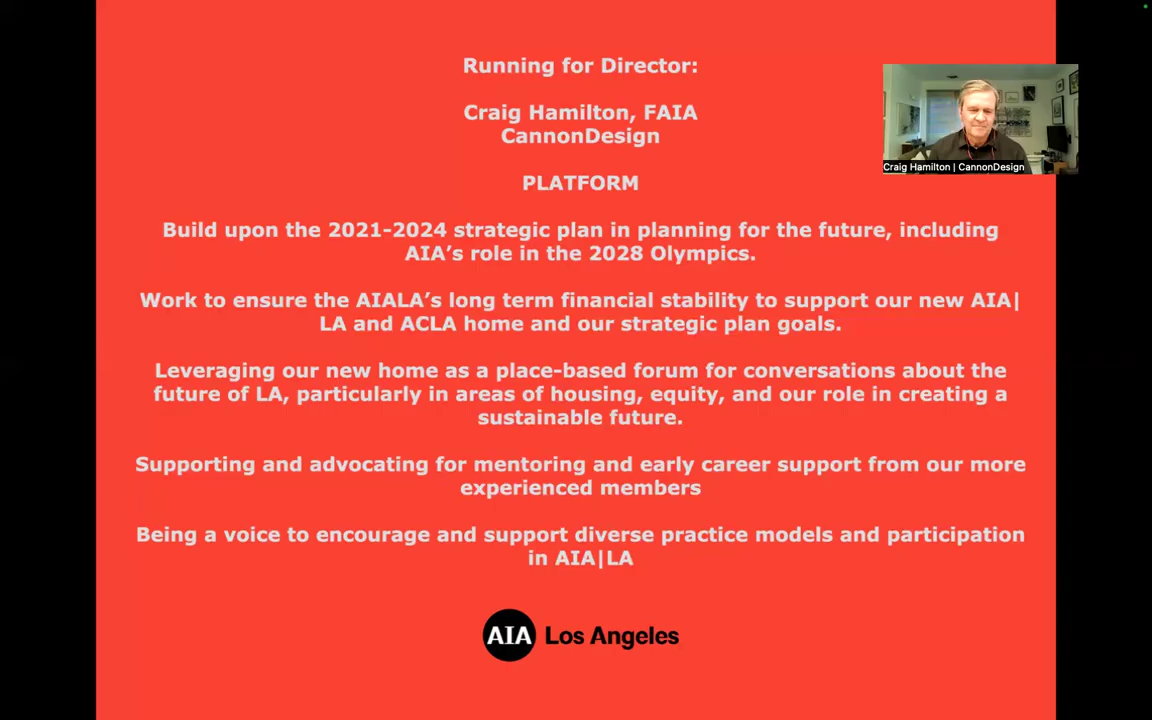 Running for Director:
Craig Hamilton, FAIA
CannonDesign
PLATFORM
Build upon the 2021-2024 strategic plan in planning for the future, including
AIA’s role in the 2028 Olympics.
Work to ensure the AIALA’s long term financial stability to support our new AIA|
LA and ACLA home and our strategic plan goals.
Leveraging our new home as a place-based forum for conversations about the
future of LA, particularly in areas of housing, equity, and our role in creating a
sustainable future.
Supporting and advocating for mentoring and early career support from our more
experienced members
Being a voice to encourage and support diverse practice models and participation
in AIA|LA
AIA Los Angeles
Craig Hamilton | CannonDesign